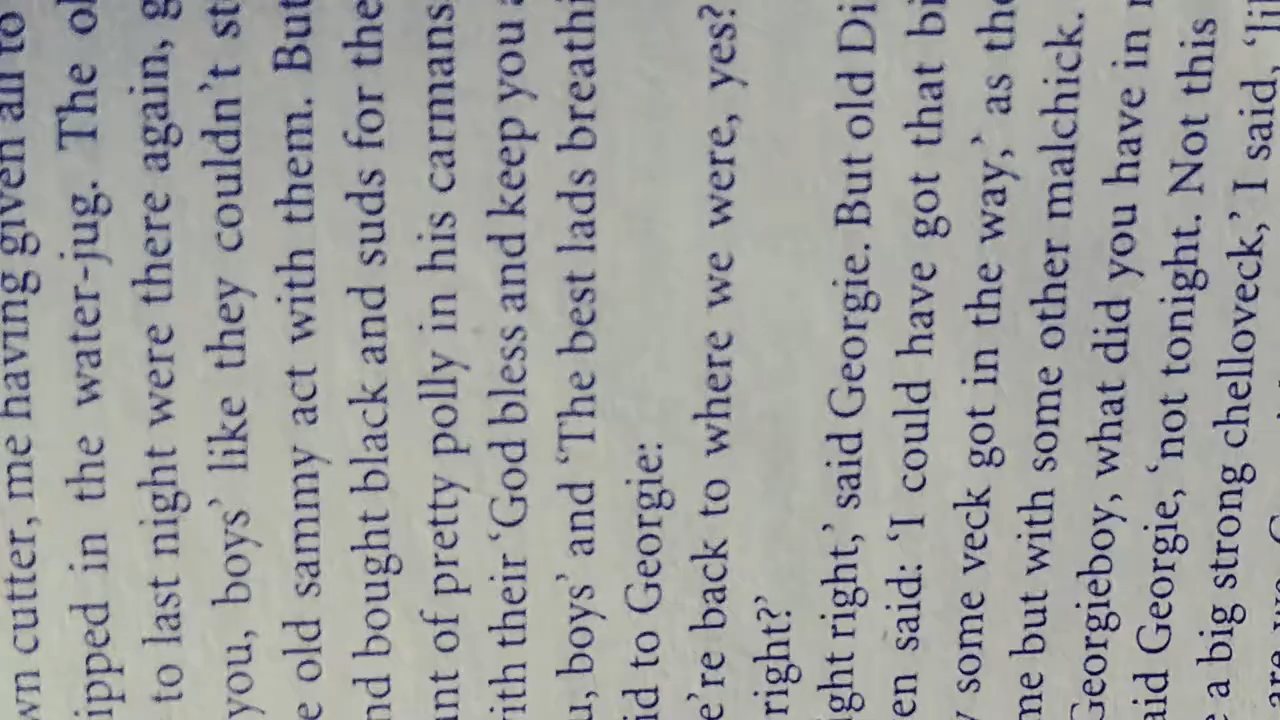 wn cutter, me having given all to
ipped in the water-jug. The ol
to last night were there again, g
you, boys’ like they couldn’t st
e old sammy act with them. But
nd bought black and suds for the
unt of pretty polly in his carmans
ith their ‘God bless and keep you
u, boys’ and ‘The best lads breathi
id to Georgie:
e’re back to where we were, yes?
right?’
ight right,’ said Georgie. But old Di
en said: ‘I could have got that bi
some veck got in the way,’ as the
me but with some other malchick.
Georgieboy, what did you have in
aid Georgie, ‘not tonight. Not this
a big strong chelloveck,’ I said, ‘lil